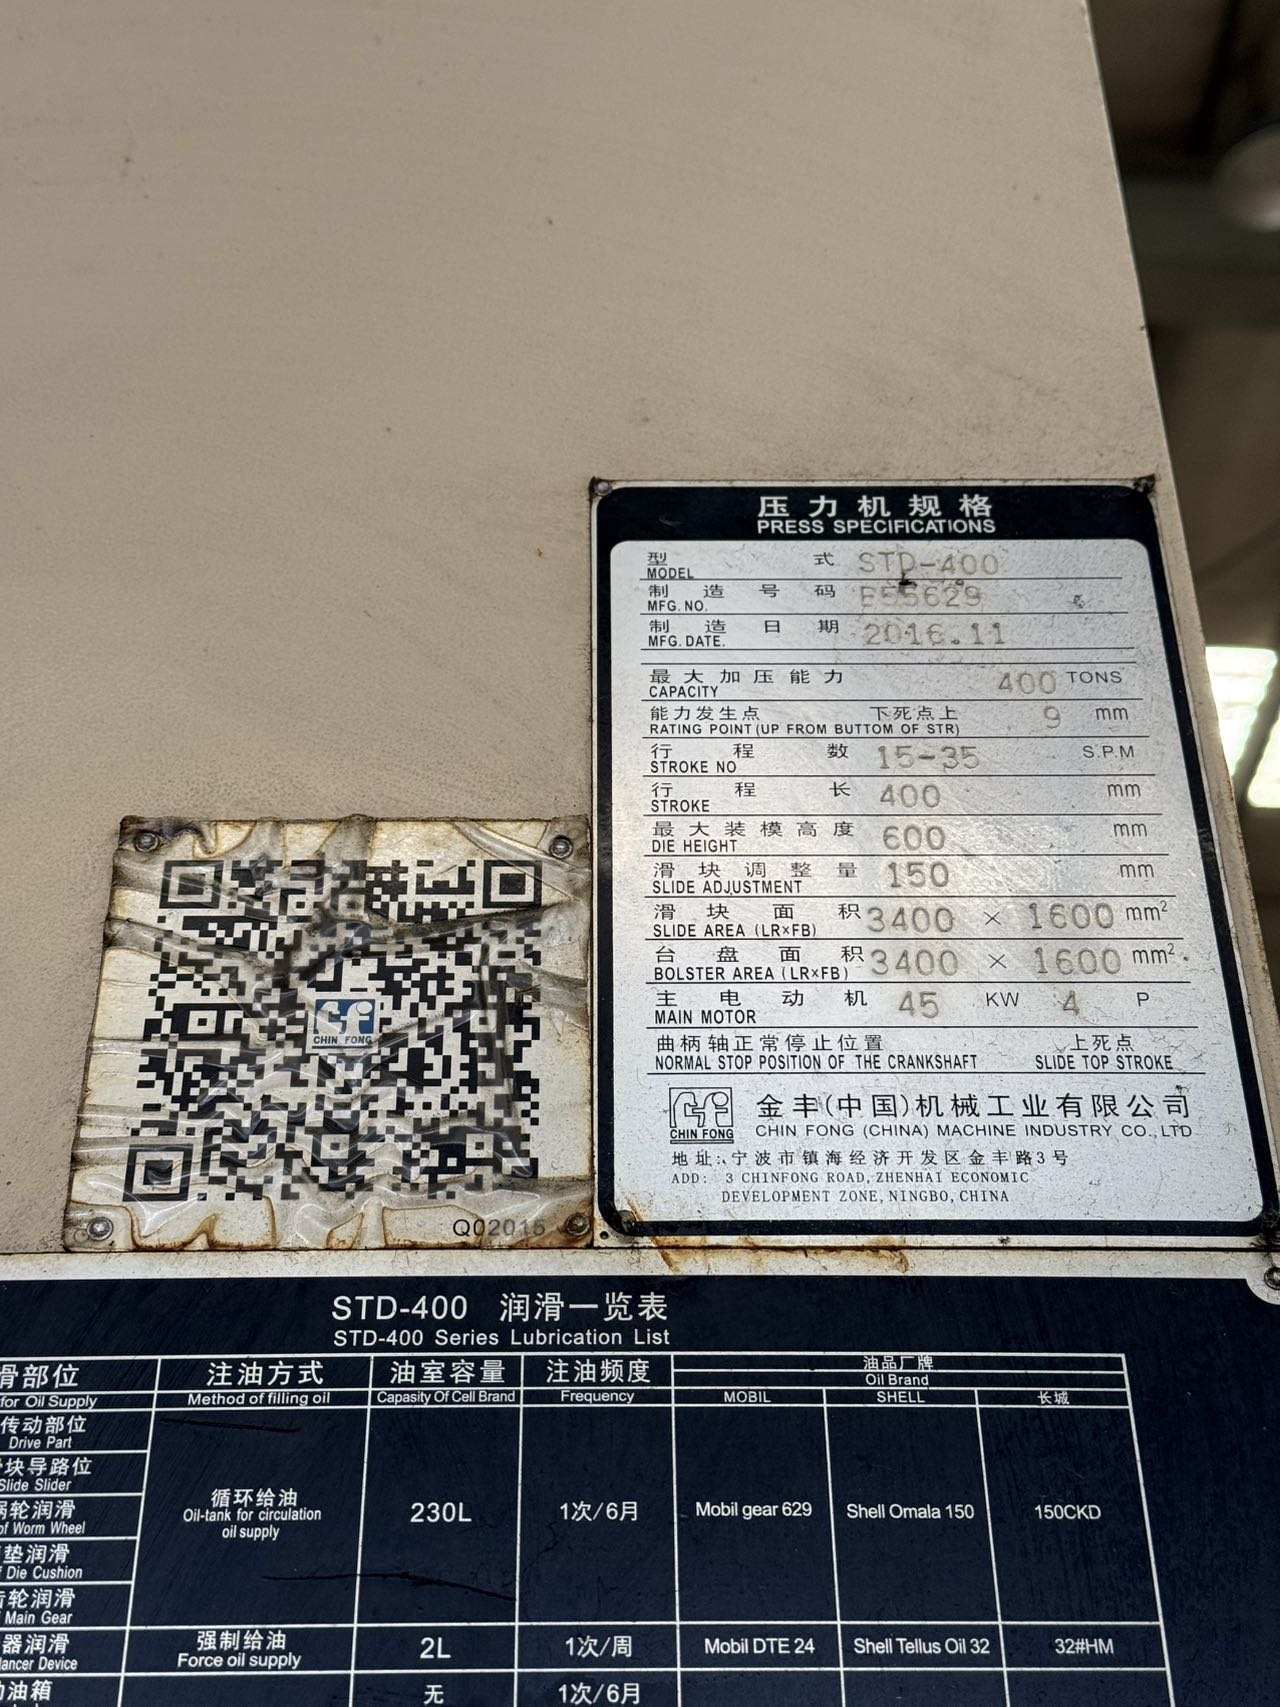 压力机规格
PRESS SPECIFICATIONS
型式 STD-400
MODEL
制造号码 E55629
MFG.NO.
制造日期 2016.11
MFG.DATE.
最大加压能力 400 TONS
CAPACITY
能力发生点 下死点上 9 mm
RATING POINT(UP FROM BUTTOM OF STR)
行程数 15-35 S.P.M
STROKE NO
行程长 400 mm
STROKE
最大装模高度 600 mm
DIE HEIGHT
滑块调整量 150 mm
SLIDE ADJUSTMENT
滑块面积 3400 × 1600 mm²
SLIDE AREA (LR×FB)
台盘面积 3400 × 1600 mm²
BOLSTER AREA (LR×FB)
主电动机 45 KW 4 P
MAIN MOTOR
曲柄轴正常停止位置 上死点
NORMAL STOP POSITION OF THE CRANKSHAFT SLIDE TOP STROKE
CHIN FONG
金丰(中国)机械工业有限公司
CHIN FONG (CHINA) MACHINE INDUSTRY CO.,LTD
地址:宁波市镇海经济开发区金丰路3号
ADD: 3 CHINFONG ROAD, ZHENHAI ECONOMIC
DEVELOPMENT ZONE, NINGBO, CHINA
CHIN FONG
Q02015
STD-400 润滑一览表
STD-400 Series Lubrication List
滑部位 注油方式 油室容量 注油频度 油品厂牌
for Oil Supply Method of filling oil Capasity Of Cell Brand Frequency Oil Brand
MOBIL SHELL 长城
传动部位
Drive Part
块导路位
Slide Slider
蜗轮润滑
of Worm Wheel
垫润滑
Die Cushion
齿轮润滑
Main Gear
循环给油 230L 1次/6月 Mobil gear 629 Shell Omala 150 150CKD
Oil-tank for circulation
oil supply
器润滑 强制给油 2L 1次/周 Mobil DTE 24 Shell Tellus Oil 32 32#HM
Device Force oil supply
油箱 无 1次/6月